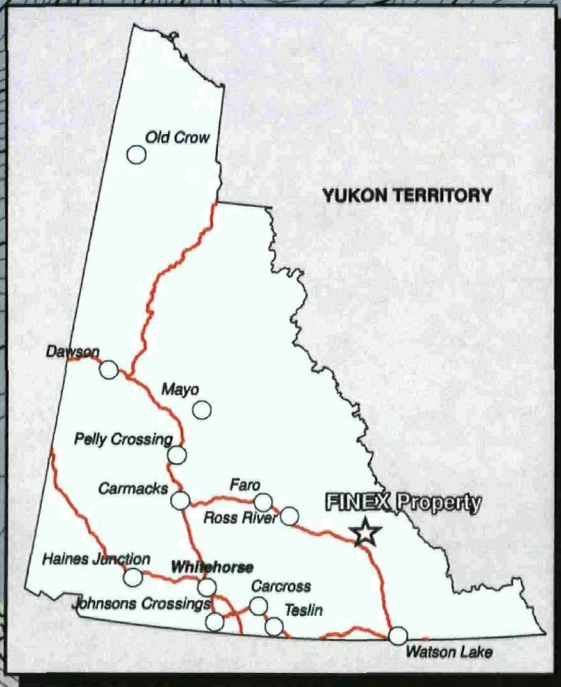 Old Crow
YUKON TERRITORY
Dawson
Mayo
Pelly Crossing
Carmacks
Faro
FINEX Property
Ross River
Haines Junction
Whitehorse
Carcross
Johnsons Crossings
Teslin
Watson Lake